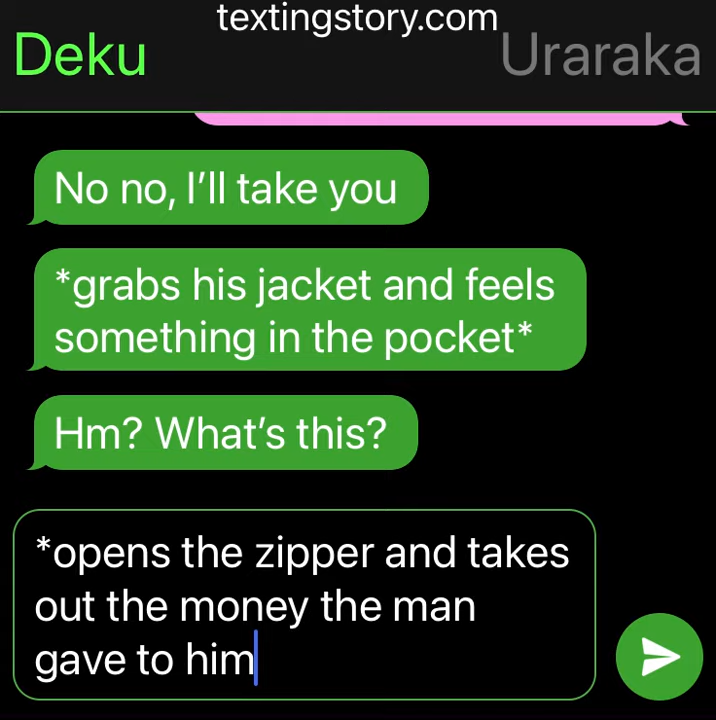 textingstory.com
Deku
Uraraka
No no, I’ll take you
*grabs his jacket and feels
something in the pocket*
Hm? What’s this?
*opens the zipper and takes
out the money the man
gave to him